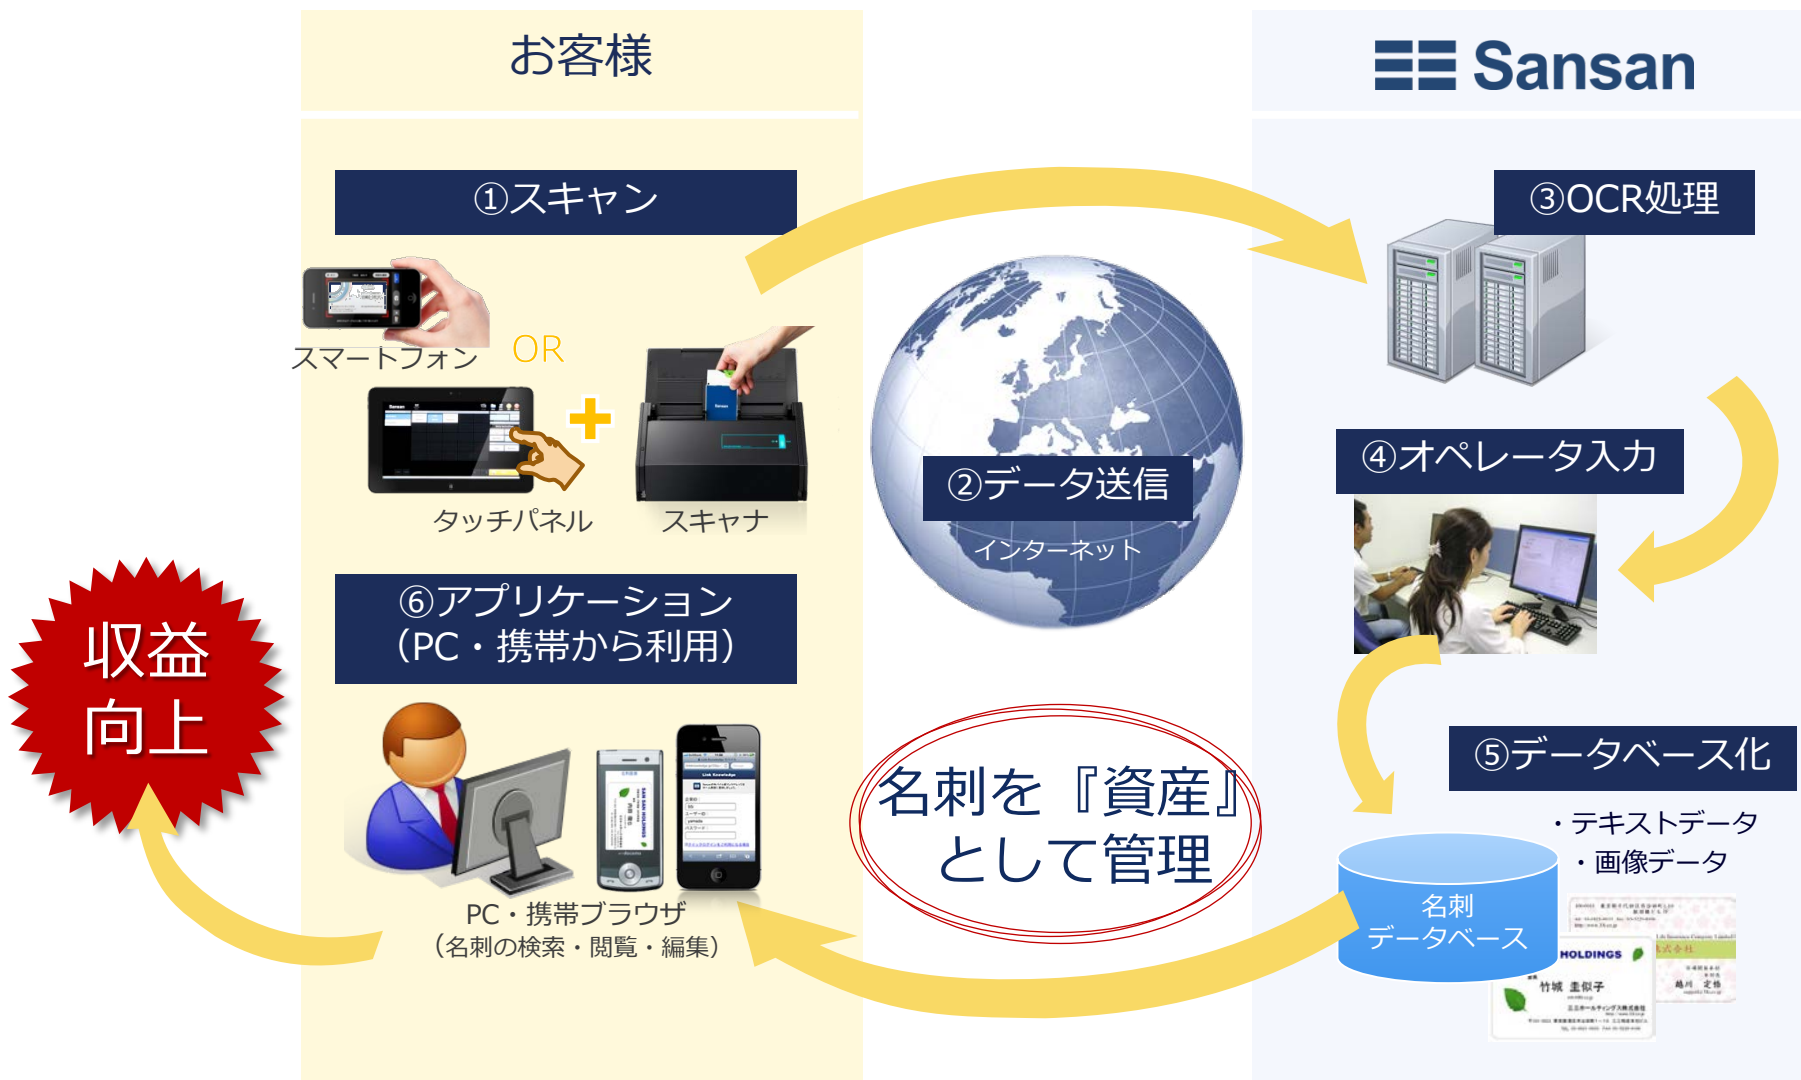 お客様
Sansan
①スキャン
スマートフォン
OR
Sansan
タッチパネル
Sansan
スキャナ
②データ送信
インターネット
③OCR処理
④オペレータ入力
⑤データベース化
・テキストデータ
・画像データ
名刺
データベース
HOLDINGS
竹城 圭似子
⑥アプリケーション
（PC・携帯から利用）
Link Knowledge
SAN SAN HOLDINGS
PC・携帯ブラウザ
（名刺の検索・閲覧・編集）
名刺を『資産』
として管理
収益
向上